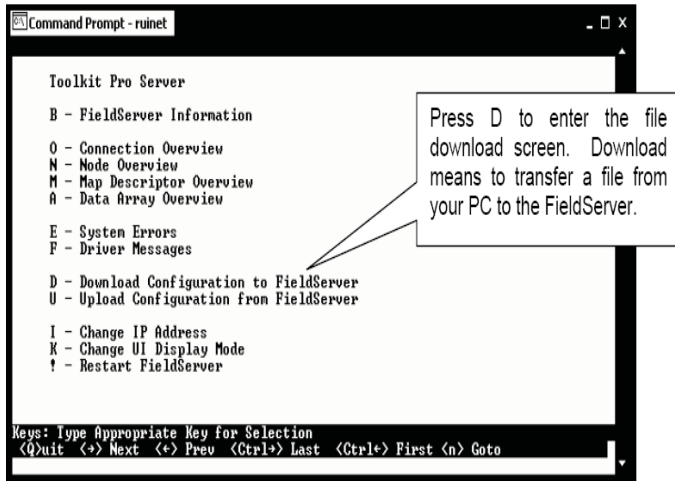 Command Prompt - ruinet
Toolkit Pro Server
B - FieldServer Information
O - Connection Overview
N - Node Overview
M - Map Descriptor Overview
A - Data Array Overview
E - System Errors
F - Driver Messages
D - Download Configuration to FieldServer
U - Upload Configuration from FieldServer
I - Change IP Address
K - Change UI Display Mode
! - Restart FieldServer
Press D to enter the file
download screen. Download
means to transfer a file from
your PC to the FieldServer.
Keys: Type Appropriate Key for Selection
<Q>uit <→> Next <←> Prev <Ctrl→> Last <Ctrl←> First <n> Goto